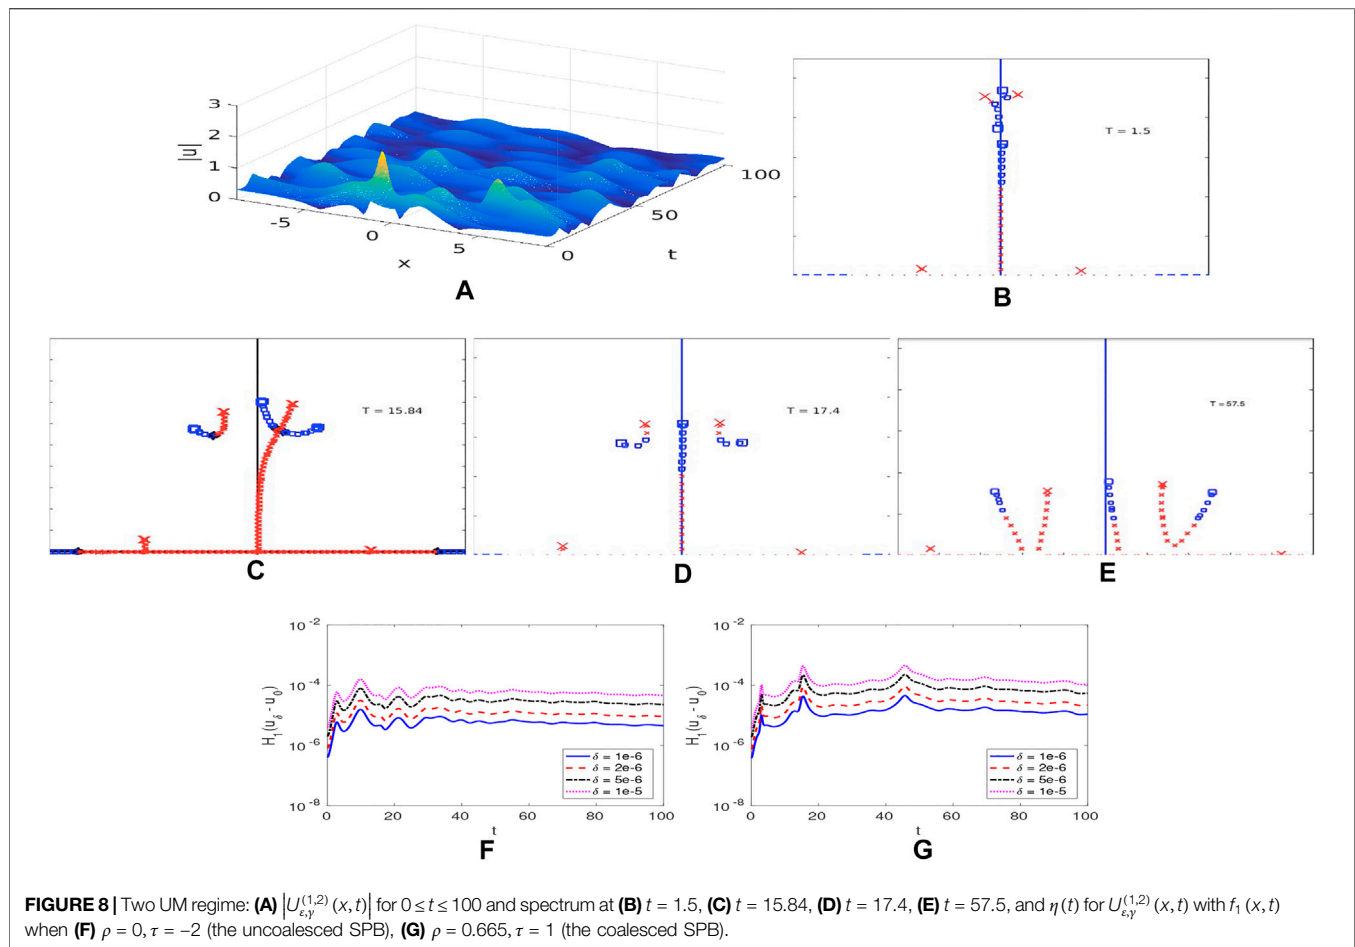 3
2
1
0
|u|
-5
0
5
x
0
50
100
t
A
T = 1.5
B
T = 15.84
C
T = 17.4
D
T = 57.5
E
10⁻²
10⁻⁴
10⁻⁶
10⁻⁸
H₁(u_δ - u₀)
δ = 1e-6
δ = 2e-6
δ = 5e-6
δ = 1e-5
0 20 40 60 80 100
t
F
10⁻²
10⁻⁴
10⁻⁶
10⁻⁸
H₁(u_δ - u₀)
δ = 1e-6
δ = 2e-6
δ = 5e-6
δ = 1e-5
0 20 40 60 80 100
t
G
FIGURE 8 | Two UM regime: (A) |U_{ε,γ}^{(1,2)} (x, t)| for 0 ≤ t ≤ 100 and spectrum at (B) t = 1.5, (C) t = 15.84, (D) t = 17.4, (E) t = 57.5, and η(t) for U_{ε,γ}^{(1,2)} (x, t) with f₁ (x, t)
when (F) ρ = 0, τ = −2 (the uncoalesced SPB), (G) ρ = 0.665, τ = 1 (the coalesced SPB).